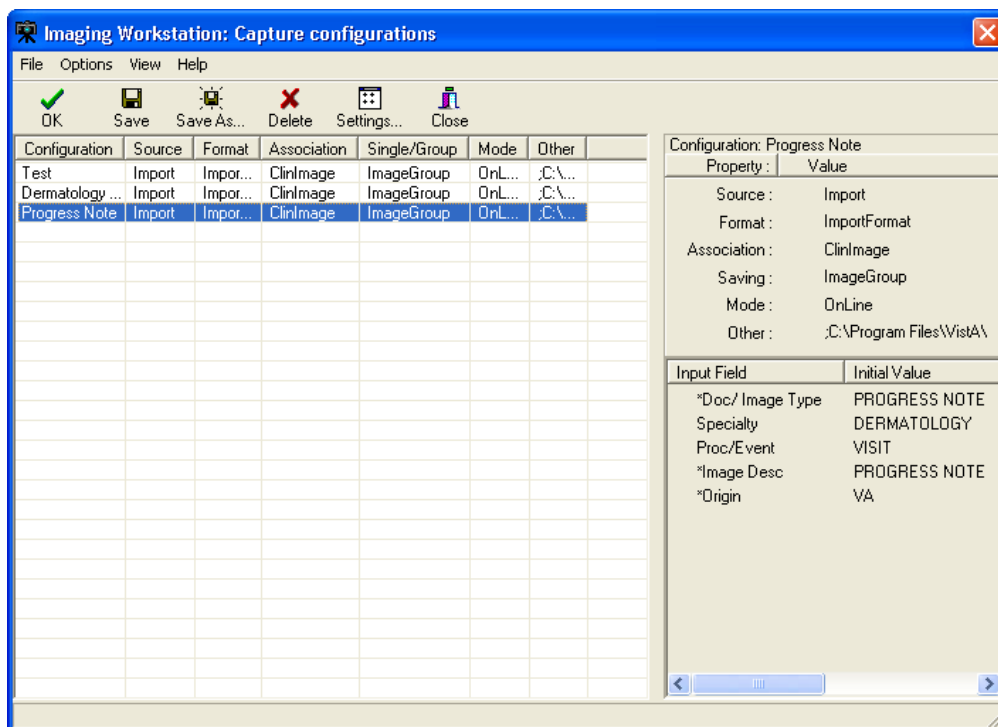 Imaging Workstation: Capture configurations
File Options View Help
OK Save Save As... Delete Settings... Close
Configuration Source Format Association Single/Group Mode Other
Test Import Impor... ClinImage ImageGroup OnL... ;C:\...
Dermatology ... Import Impor... ClinImage ImageGroup OnL... ;C:\...
Progress Note Import Impor... ClinImage ImageGroup OnL... ;C:\...
Configuration: Progress Note
Property : Value
Source : Import
Format : ImportFormat
Association : ClinImage
Saving : ImageGroup
Mode : OnLine
Other : ;C:\Program Files\VistA\
Input Field Initial Value
*Doc/ Image Type PROGRESS NOTE
Specialty DERMATOLOGY
Proc/Event VISIT
*Image Desc PROGRESS NOTE
*Origin VA